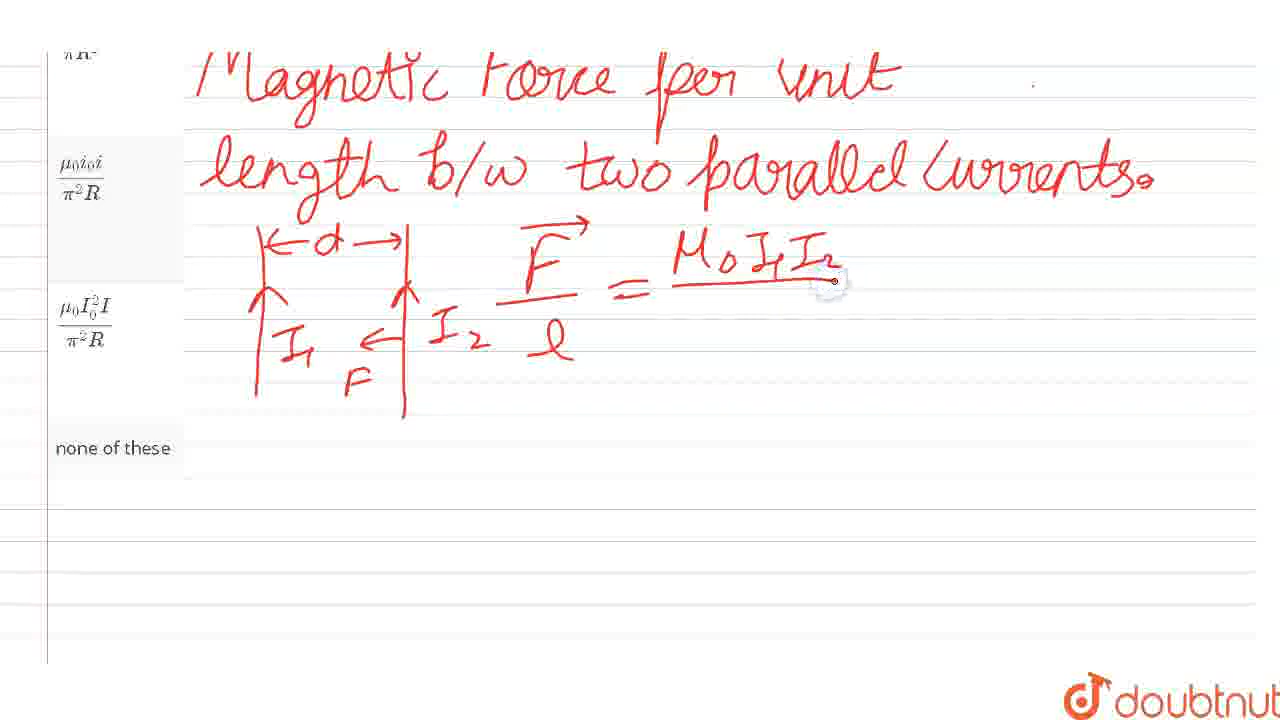 πR²
Magnetic Force per unit
length b/w two parallel currents.
μ₀i₀i / π²R
μ₀I₀²I / π²R
none of these
← d →
I₁
F
I₂
F⃗ / l = μ₀ I₁ I₂
doubtnut